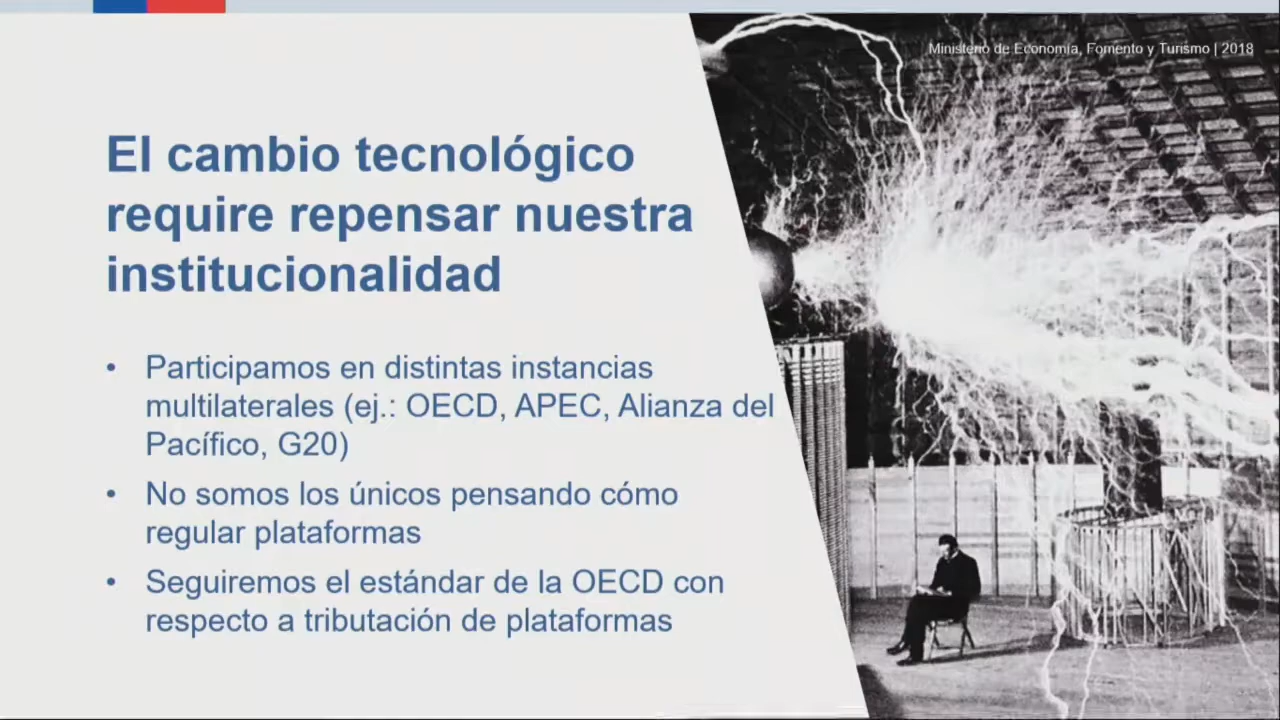 Ministerio de Economía, Fomento y Turismo | 2018
El cambio tecnológico
require repensar nuestra
institucionalidad
• Participamos en distintas instancias
multilaterales (ej.: OECD, APEC, Alianza del
Pacífico, G20)
• No somos los únicos pensando cómo
regular plataformas
• Seguiremos el estándar de la OECD con
respecto a tributación de plataformas